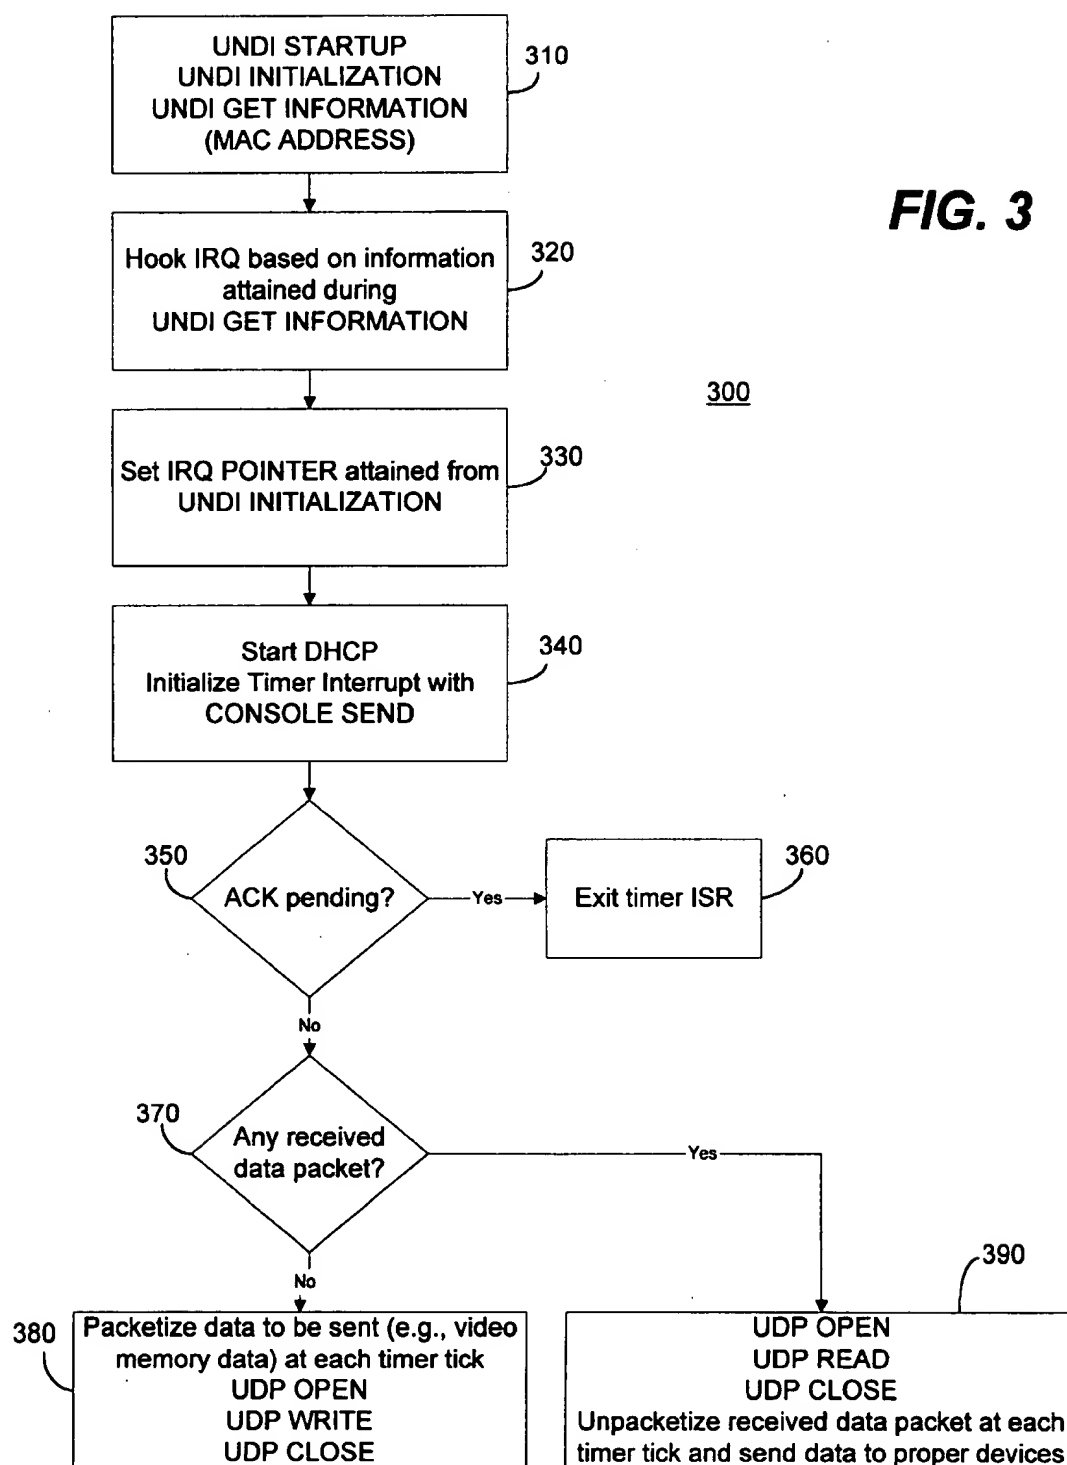 UNDI STARTUP
UNDI INITIALIZATION
UNDI GET INFORMATION
(MAC ADDRESS)
310
FIG. 3
Hook IRQ based on information
attained during
UNDI GET INFORMATION
320
300
Set IRQ POINTER attained from
UNDI INITIALIZATION
330
Start DHCP
Initialize Timer Interrupt with
CONSOLE SEND
340
350
ACK pending?
Yes
Exit timer ISR
360
No
370
Any received
data packet?
Yes
No
380
Packetize data to be sent (e.g., video
memory data) at each timer tick
UDP OPEN
UDP WRITE
UDP CLOSE
390
UDP OPEN
UDP READ
UDP CLOSE
Unpacketize received data packet at each
timer tick and send data to proper devices